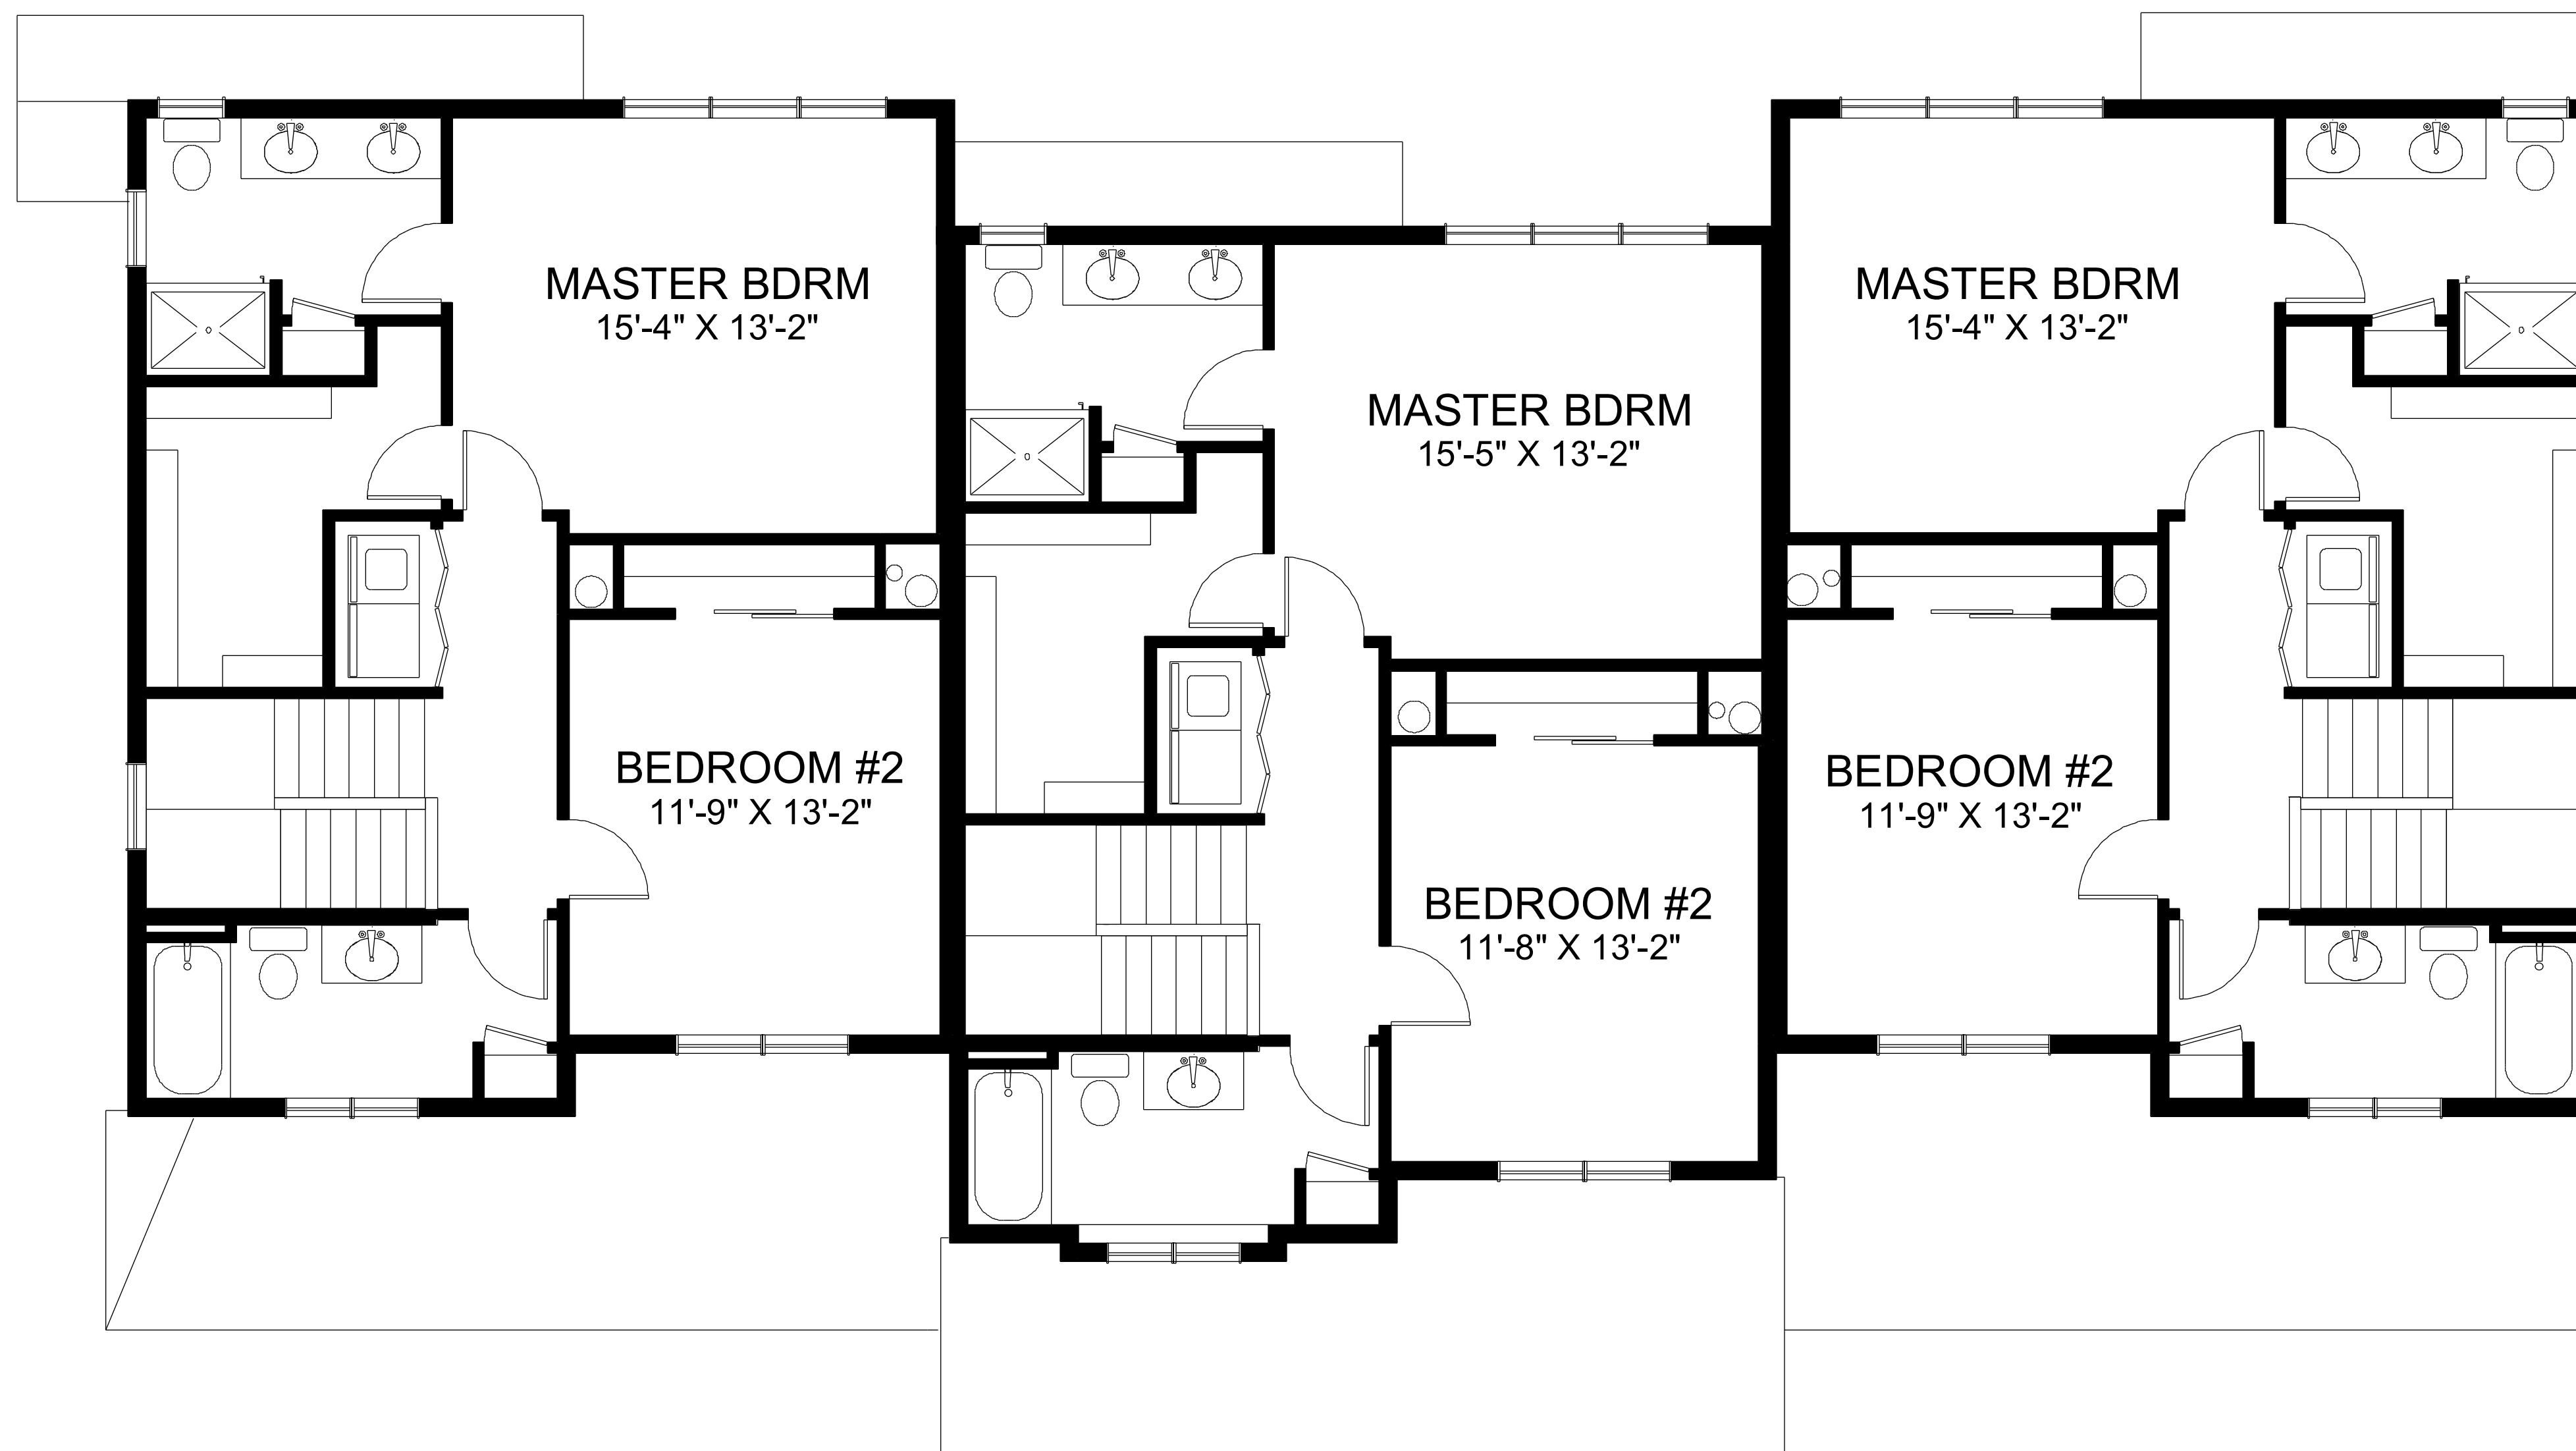 MASTER BDRM
15'-4" X 13'-2"
MASTER BDRM
15'-5" X 13'-2"
MASTER BDRM
15'-4" X 13'-2"
BEDROOM #2
11'-9" X 13'-2"
BEDROOM #2
11'-8" X 13'-2"
BEDROOM #2
11'-9" X 13'-2"